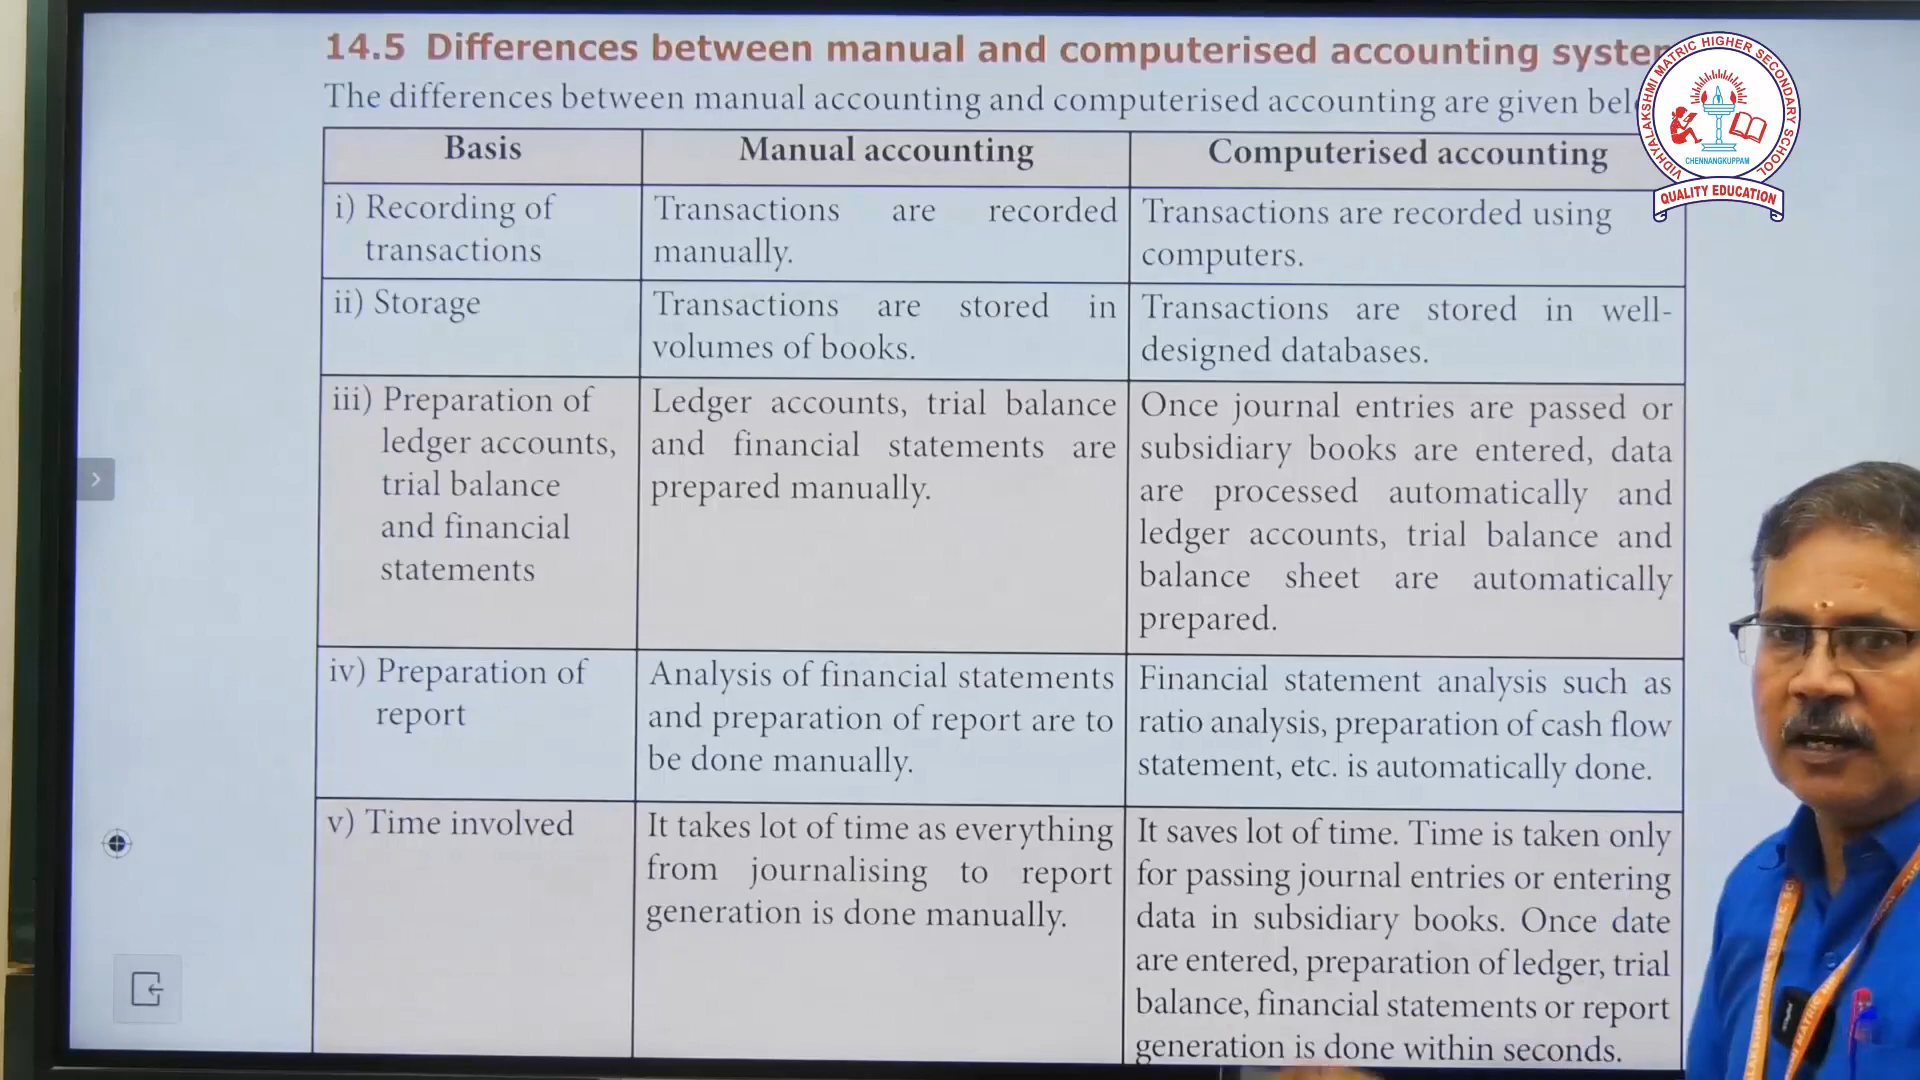 14.5 Differences between manual and computerised accounting syste
The differences between manual accounting and computerised accounting are given bel
Basis
Manual accounting
Computerised accounting
i) Recording of
transactions
Transactions are recorded
manually.
Transactions are recorded using
computers.
ii) Storage
Transactions are stored in
volumes of books.
Transactions are stored in well-
designed databases.
iii) Preparation of
ledger accounts,
trial balance
and financial
statements
Ledger accounts, trial balance
and financial statements are
prepared manually.
Once journal entries are passed or
subsidiary books are entered, data
are processed automatically and
ledger accounts, trial balance and
balance sheet are automatically
prepared.
iv) Preparation of
report
Analysis of financial statements
and preparation of report are to
be done manually.
Financial statement analysis such as
ratio analysis, preparation of cash flow
statement, etc. is automatically done.
v) Time involved
It takes lot of time as everything
from journalising to report
generation is done manually.
It saves lot of time. Time is taken only
for passing journal entries or entering
data in subsidiary books. Once date
are entered, preparation of ledger, trial
balance, financial statements or report
generation is done within seconds.
VIDHYALAKSHMI MATRIC HIGHER SECONDARY SCHOOL
CHENNANGKUPPAM
QUALITY EDUCATION